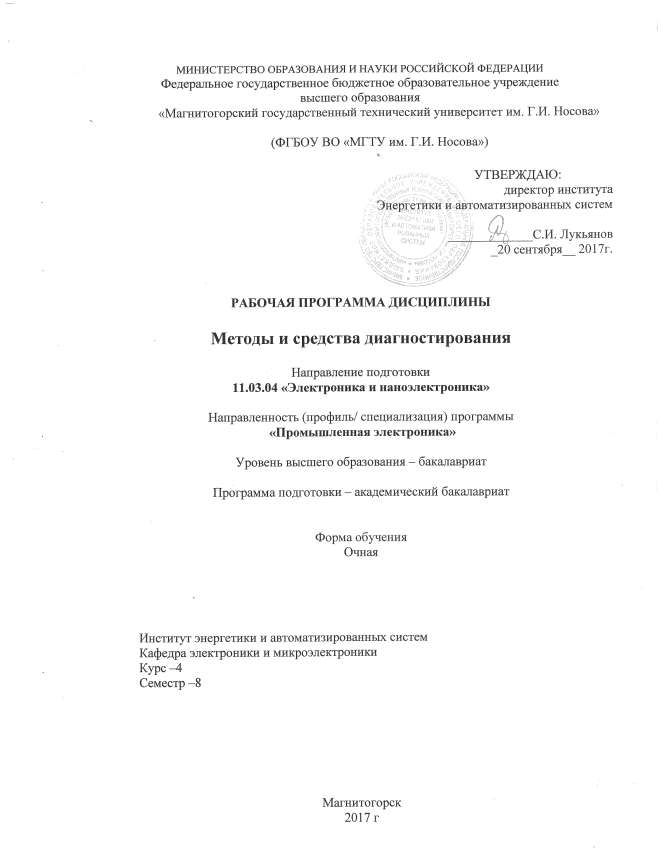 МИНИСТЕРСТВО ОБРАЗОВАНИЯ И НАУКИ РОССИЙСКОЙ ФЕДЕРАЦИИ
Федеральное государственное бюджетное образовательное учреждение
высшего образования
«Магнитогорский государственный технический университет им. Г.И. Носова»
(ФГБОУ ВО «МГТУ им. Г.И. Носова»)
УТВЕРЖДАЮ:
директор института
Энергетики и автоматизированных систем
С.И. Лукьянов
_20 сентября__ 2017г.
РАБОЧАЯ ПРОГРАММА ДИСЦИПЛИНЫ
Методы и средства диагностирования
Направление подготовки
11.03.04 «Электроника и наноэлектроника»
Направленность (профиль/ специализация) программы
«Промышленная электроника»
Уровень высшего образования – бакалавриат
Программа подготовки – академический бакалавриат
Форма обучения
Очная
Институт энергетики и автоматизированных систем
Кафедра электроники и микроэлектроники
Курс –4
Семестр –8
Магнитогорск
2017 г